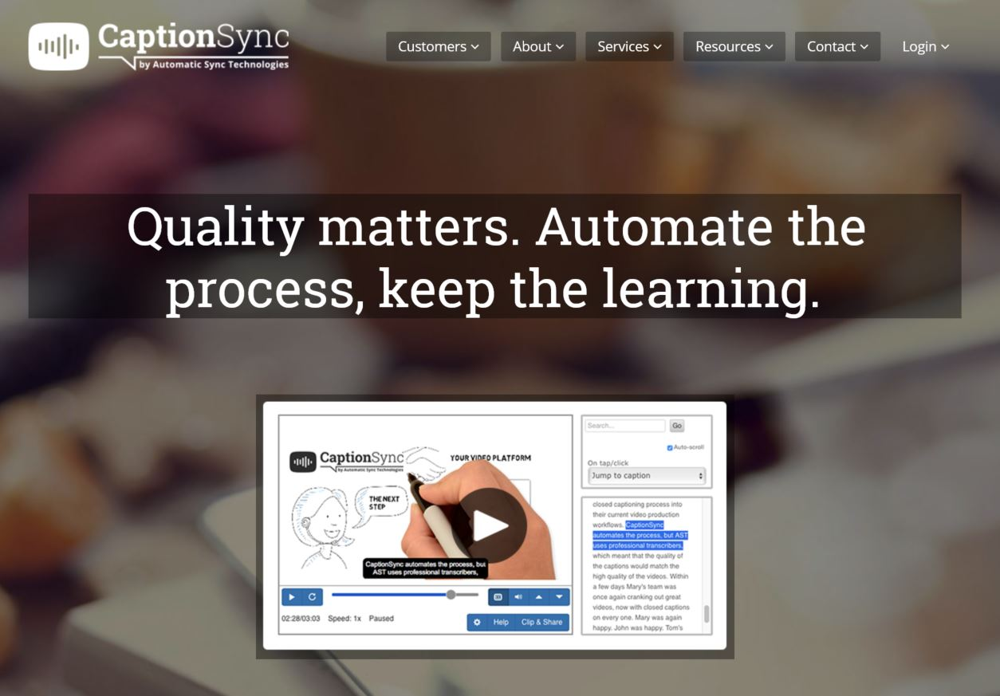 CaptionSync
by Automatic Sync Technologies
Customers
About
Services
Resources
Contact
Login
Quality matters. Automate the
process, keep the learning.
CaptionSync
by Automatic Sync Technologies
YOUR VIDEO PLATFORM
THE NEXT
STEP
CaptionSync automates the process, but
AST uses professional transcribers,
02:28/03:03 Speed: 1x Paused
CC
Help
Clip & Share
Search...
Go
Auto-scroll
On tap/click
Jump to caption
closed captioning process into
their current video production
workflows. CaptionSync
automates the process, but AST
uses professional transcribers,
which meant that the quality of
the captions would match the
high quality of the videos. Within
a few days Mary's team was
once again cranking out great
videos, now with closed captions
on every one. Mary was again
happy. John was happy. Tom's